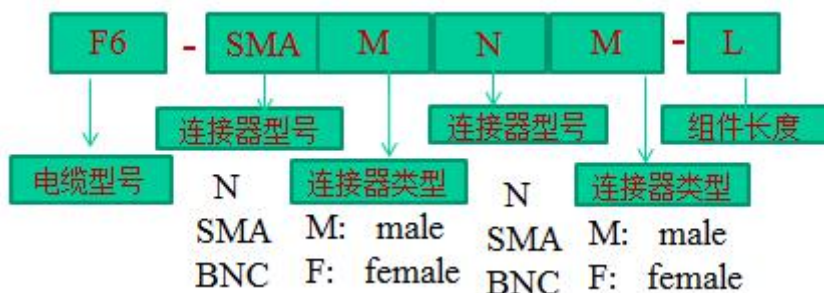 F6 - SMA M N M - L
连接器型号 连接器型号 组件长度
电缆型号 连接器类型 连接器类型
N N
SMA M: male SMA M: male
BNC F: female BNC F: female